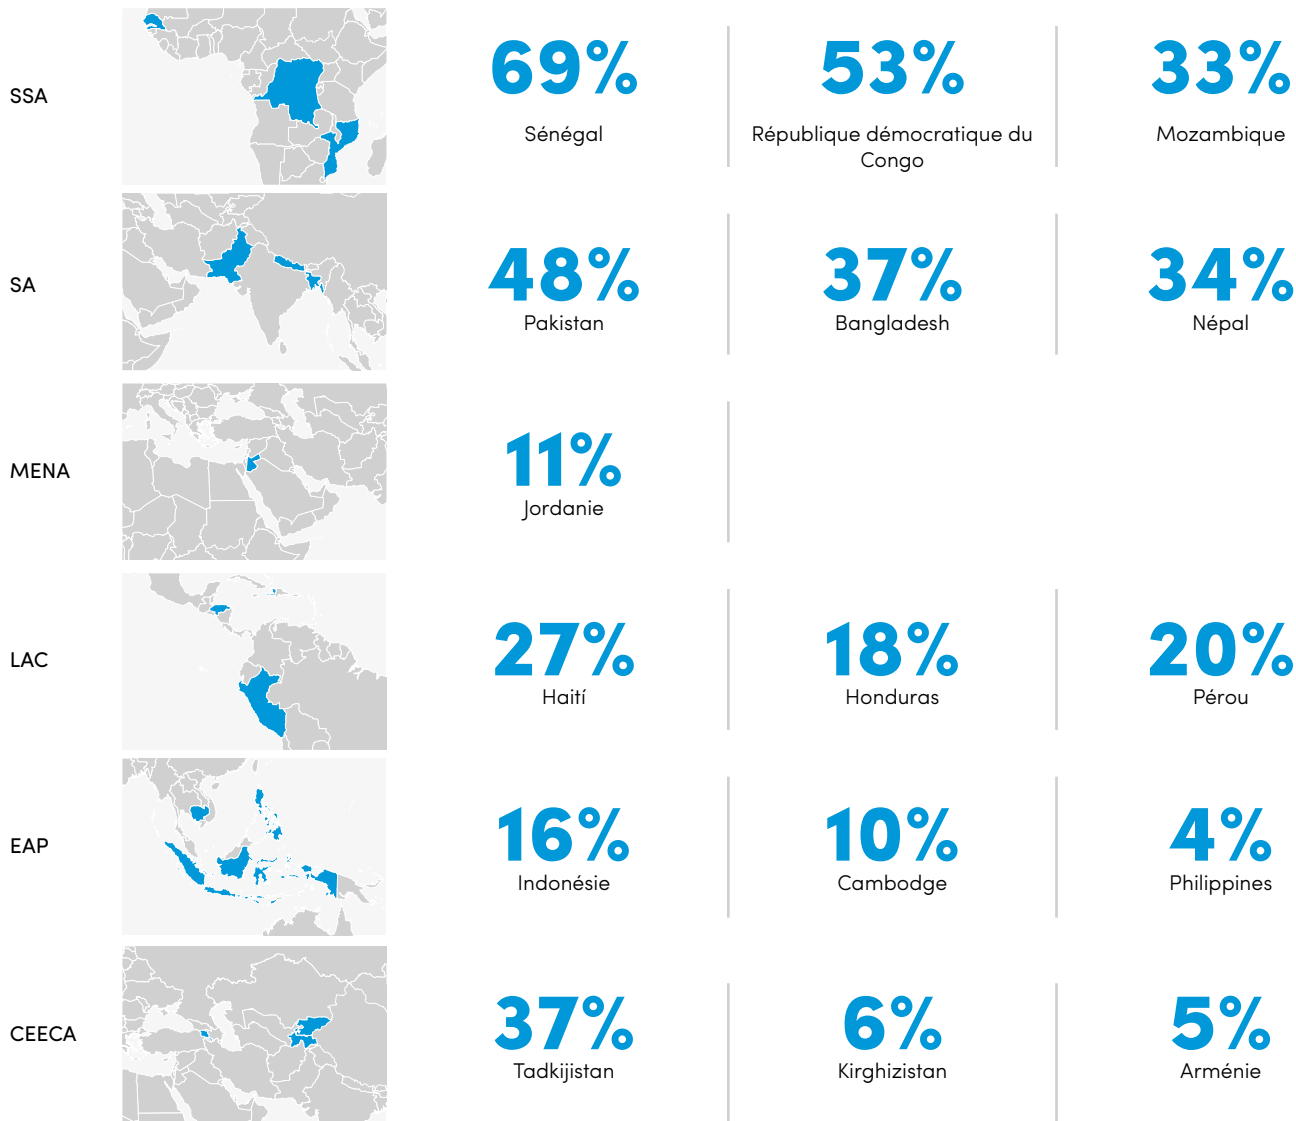 SSA
69%
53%
33%
Sénégal
République démocratique du
Congo
Mozambique
SA
48%
37%
34%
Pakistan
Bangladesh
Népal
MENA
11%
Jordanie
LAC
27%
18%
20%
Haití
Honduras
Pérou
EAP
16%
10%
4%
Indonésie
Cambodge
Philippines
CEECA
37%
6%
5%
Tadkijistan
Kirghizistan
Arménie